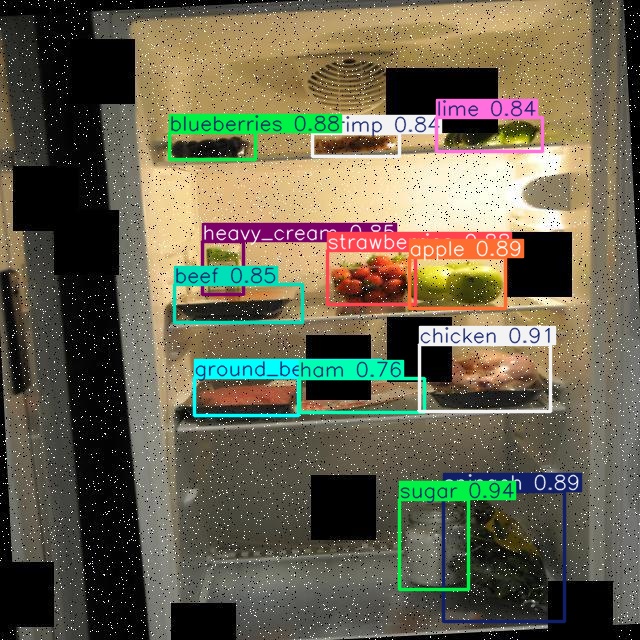 blueberries 0.88
imp 0.84
lime 0.84
heavy_cream 0.85
strawbe
apple 0.89
beef 0.85
chicken 0.91
ground_be
ham 0.76
0.89
sugar 0.94